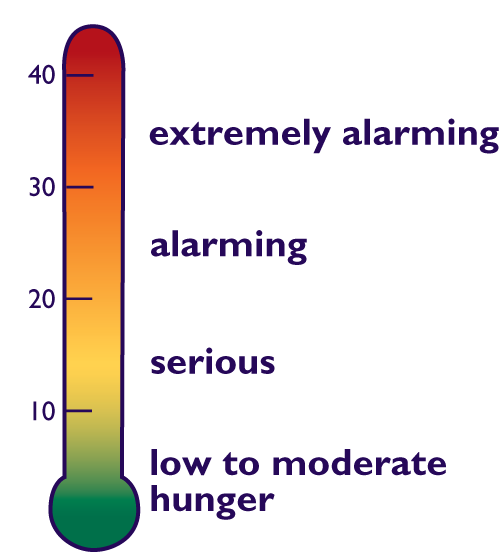 40
extremely alarming
30
alarming
20
serious
10
low to moderate
hunger